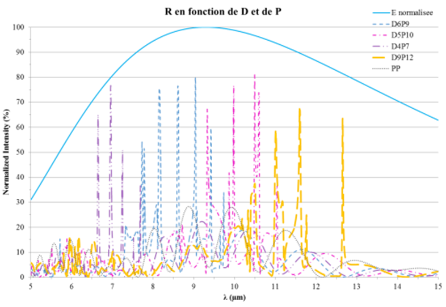 R en fonction de D et de P
E normalisee
D6P9
D5P10
D4P7
D9P12
PP
Normalized Intensity (%)
100
90
80
70
60
50
40
30
20
10
0
5 6 7 8 9 10 11 12 13 14 15
λ (µm)